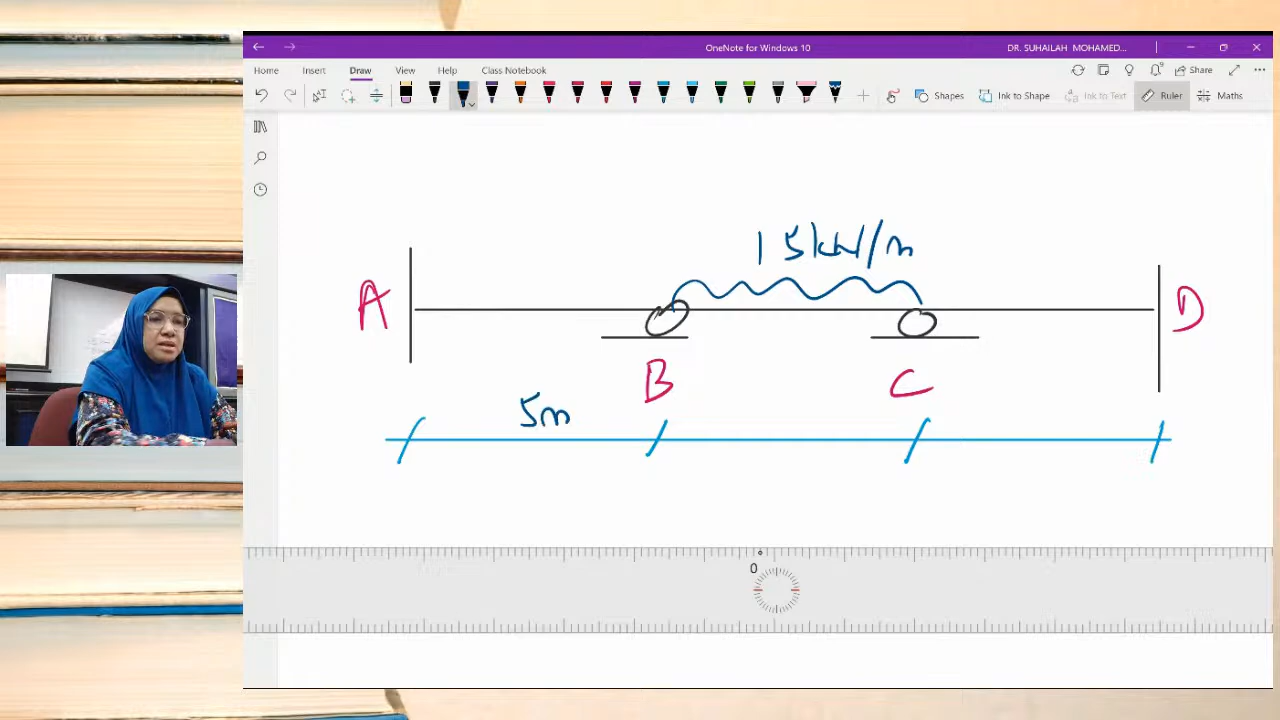 OneNote for Windows 10
DR. SUHAILAH MOHAMED...
Home Insert Draw View Help Class Notebook
Share
Shapes Ink to Shape Ink to Text Ruler Maths
15kN/m
A
D
B
C
5m
0